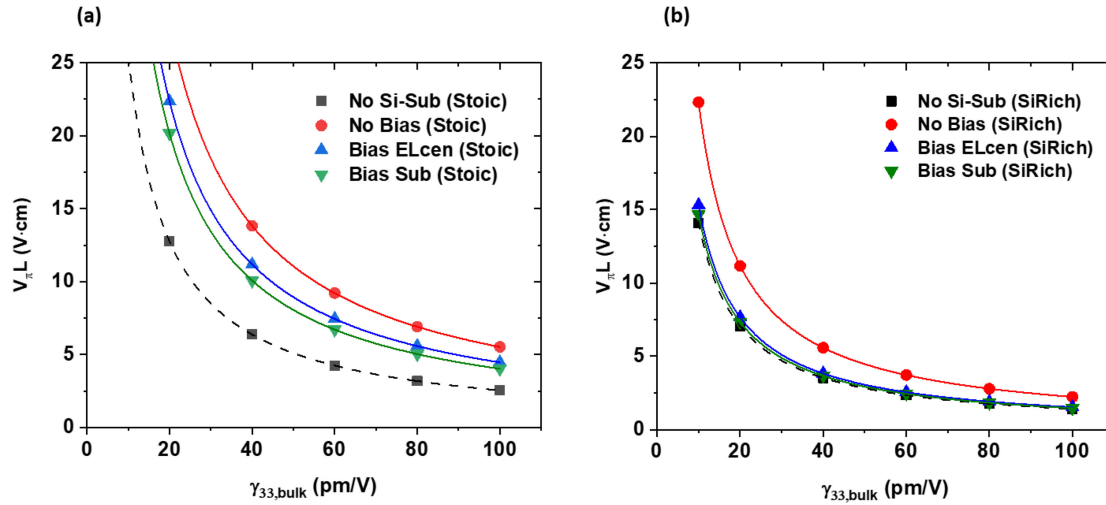 (a)
25
20
15
10
5
0
VπL (V·cm)
0 20 40 60 80 100
γ33,bulk (pm/V)
No Si-Sub (Stoic)
No Bias (Stoic)
Bias ELcen (Stoic)
Bias Sub (Stoic)
(b)
25
20
15
10
5
0
VπL (V·cm)
0 20 40 60 80 100
γ33,bulk (pm/V)
No Si-Sub (SiRich)
No Bias (SiRich)
Bias ELcen (SiRich)
Bias Sub (SiRich)